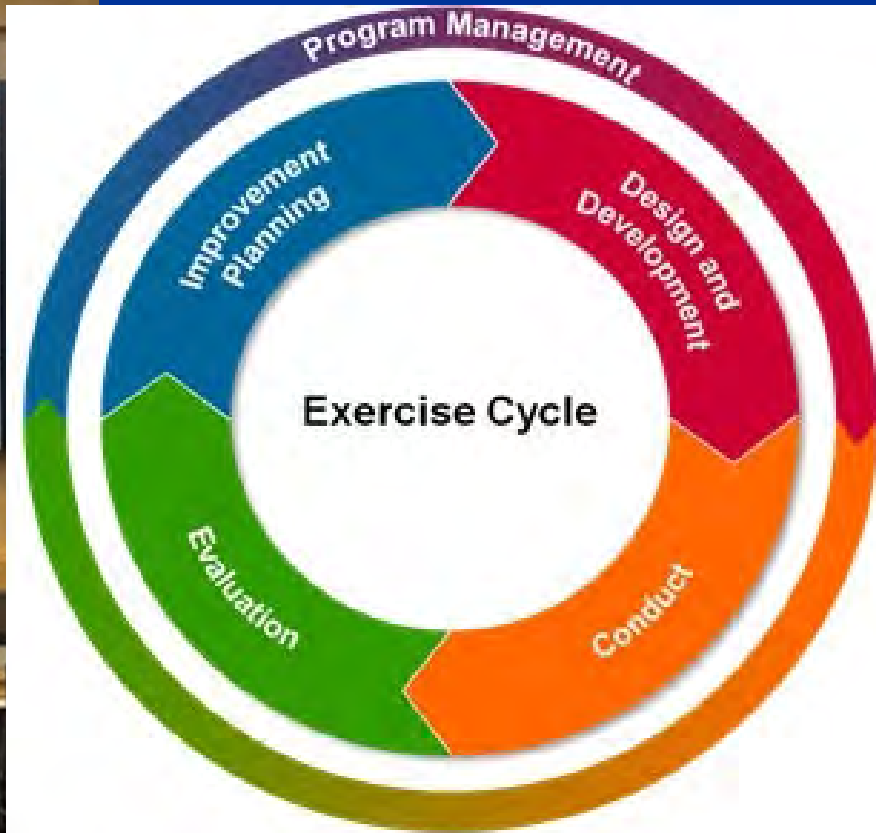 Program Management
Design and
Development
Conduct
Evaluation
Improvement
Planning
Exercise Cycle